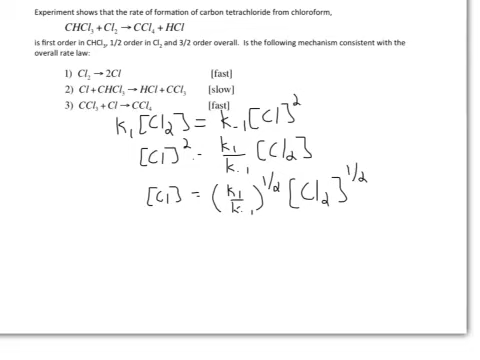 Experiment shows that the rate of formation of carbon tetrachloride from chloroform,
CHCl₃ + Cl₂ → CCl₄ + HCl
is first order in CHCl₃, 1/2 order in Cl₂ and 3/2 order overall. Is the following mechanism consistent with the
overall rate law:
1) Cl₂ → 2Cl [fast]
2) Cl + CHCl₃ → HCl + CCl₃ [slow]
3) CCl₃ + Cl → CCl₄ [fast]
k₁[Cl₂] = k₋₁[Cl]²
[Cl]² = k₁/k₋₁ [Cl₂]
[Cl] = (k₁/k₋₁)^1/2 [Cl₂]^1/2